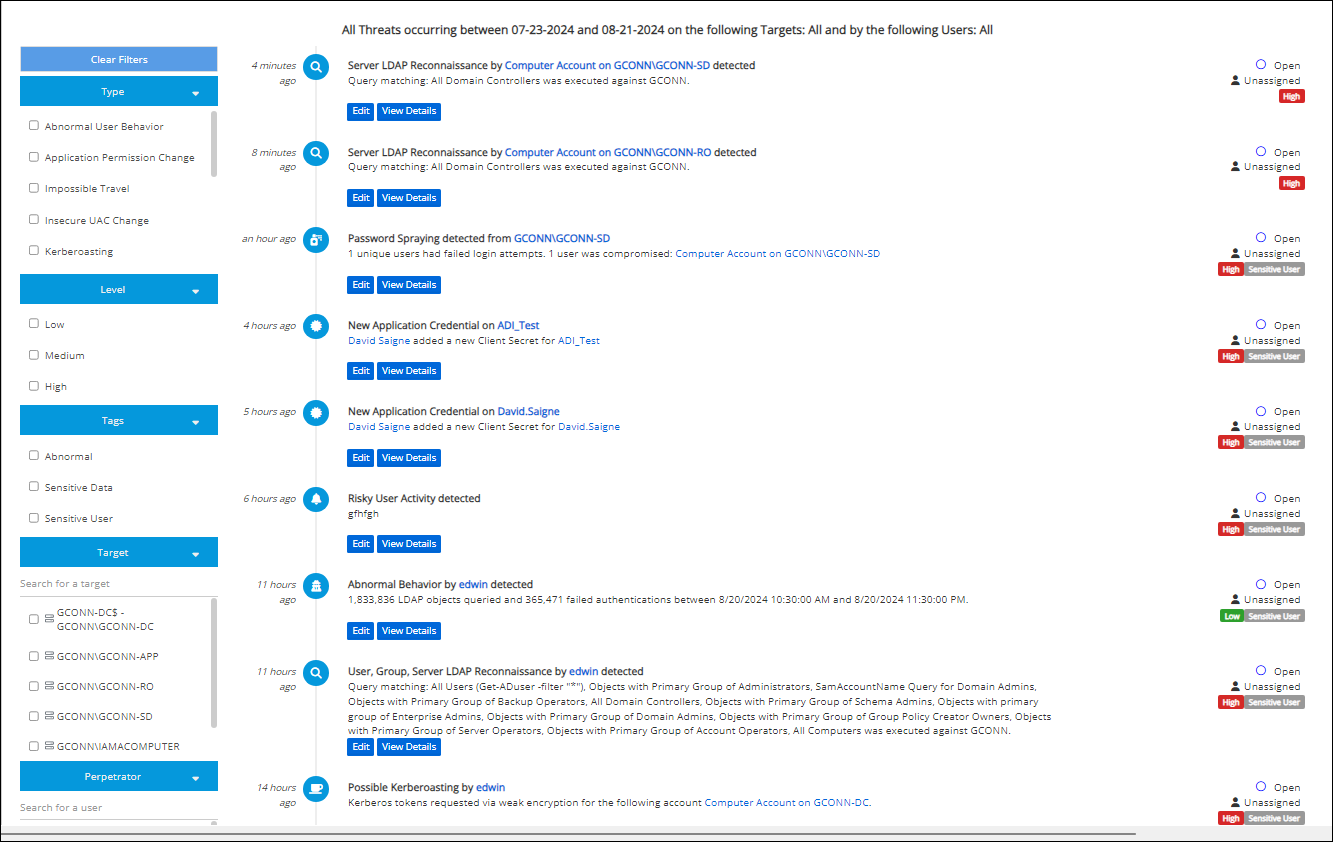 All Threats occurring between 07-23-2024 and 08-21-2024 on the following Targets: All and by the following Users: All
Clear Filters
Type
Abnormal User Behavior
Application Permission Change
Impossible Travel
Insecure UAC Change
Kerberoasting
Level
Low
Medium
High
Tags
Abnormal
Sensitive Data
Sensitive User
Target
Search for a target
GCONN-DC$ -
GCONN\GCONN-DC
GCONN\GCONN-APP
GCONN\GCONN-RO
GCONN\GCONN-SD
GCONN\IAMACOMPUTER
Perpetrator
Search for a user
4 minutes
ago
Server LDAP Reconnaissance by Computer Account on GCONN\GCONN-SD detected
Query matching: All Domain Controllers was executed against GCONN.
Edit View Details
Open
Unassigned
High
8 minutes
ago
Server LDAP Reconnaissance by Computer Account on GCONN\GCONN-RO detected
Query matching: All Domain Controllers was executed against GCONN.
Edit View Details
Open
Unassigned
High
an hour ago
Password Spraying detected from GCONN\GCONN-SD
1 unique users had failed login attempts. 1 user was compromised: Computer Account on GCONN\GCONN-SD
Edit View Details
Open
Unassigned
High Sensitive User
4 hours ago
New Application Credential on ADI_Test
David Saigne added a new Client Secret for ADI_Test
Edit View Details
Open
Unassigned
High Sensitive User
5 hours ago
New Application Credential on David.Saigne
David Saigne added a new Client Secret for David.Saigne
Edit View Details
Open
Unassigned
High Sensitive User
6 hours ago
Risky User Activity detected
gfhfgh
Edit View Details
Open
Unassigned
High Sensitive User
11 hours
ago
Abnormal Behavior by edwin detected
1,833,836 LDAP objects queried and 365,471 failed authentications between 8/20/2024 10:30:00 AM and 8/20/2024 11:30:00 PM.
Edit View Details
Open
Unassigned
Low Sensitive User
11 hours
ago
User, Group, Server LDAP Reconnaissance by edwin detected
Query matching: All Users (Get-ADuser -filter "*"), Objects with Primary Group of Administrators, SamAccountName Query for Domain Admins,
Objects with Primary Group of Backup Operators, All Domain Controllers, Objects with Primary Group of Schema Admins, Objects with primary
group of Enterprise Admins, Objects with Primary Group of Domain Admins, Objects with Primary Group of Group Policy Creator Owners, Objects
with Primary Group of Server Operators, Objects with Primary Group of Account Operators, All Computers was executed against GCONN.
Edit View Details
Open
Unassigned
High Sensitive User
14 hours
ago
Possible Kerberoasting by edwin
Kerberos tokens requested via weak encryption for the following account Computer Account on GCONN-DC.
Open
Unassigned
High Sensitive User